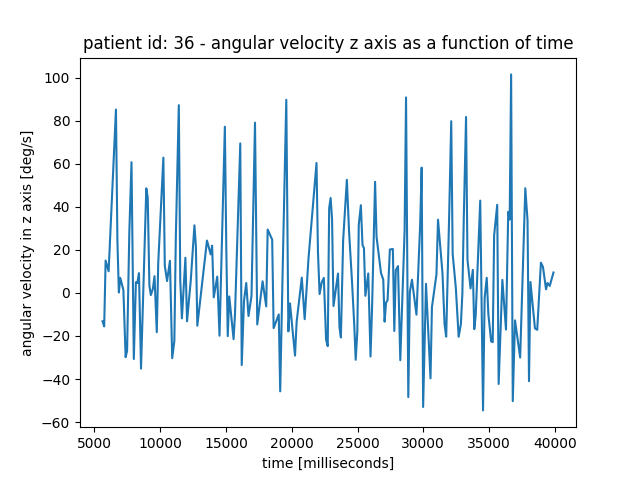 patient id: 36 - angular velocity z axis as a function of time
angular velocity in z axis [deg/s]
100
80
60
40
20
0
−20
−40
−60
5000 10000 15000 20000 25000 30000 35000 40000
time [milliseconds]